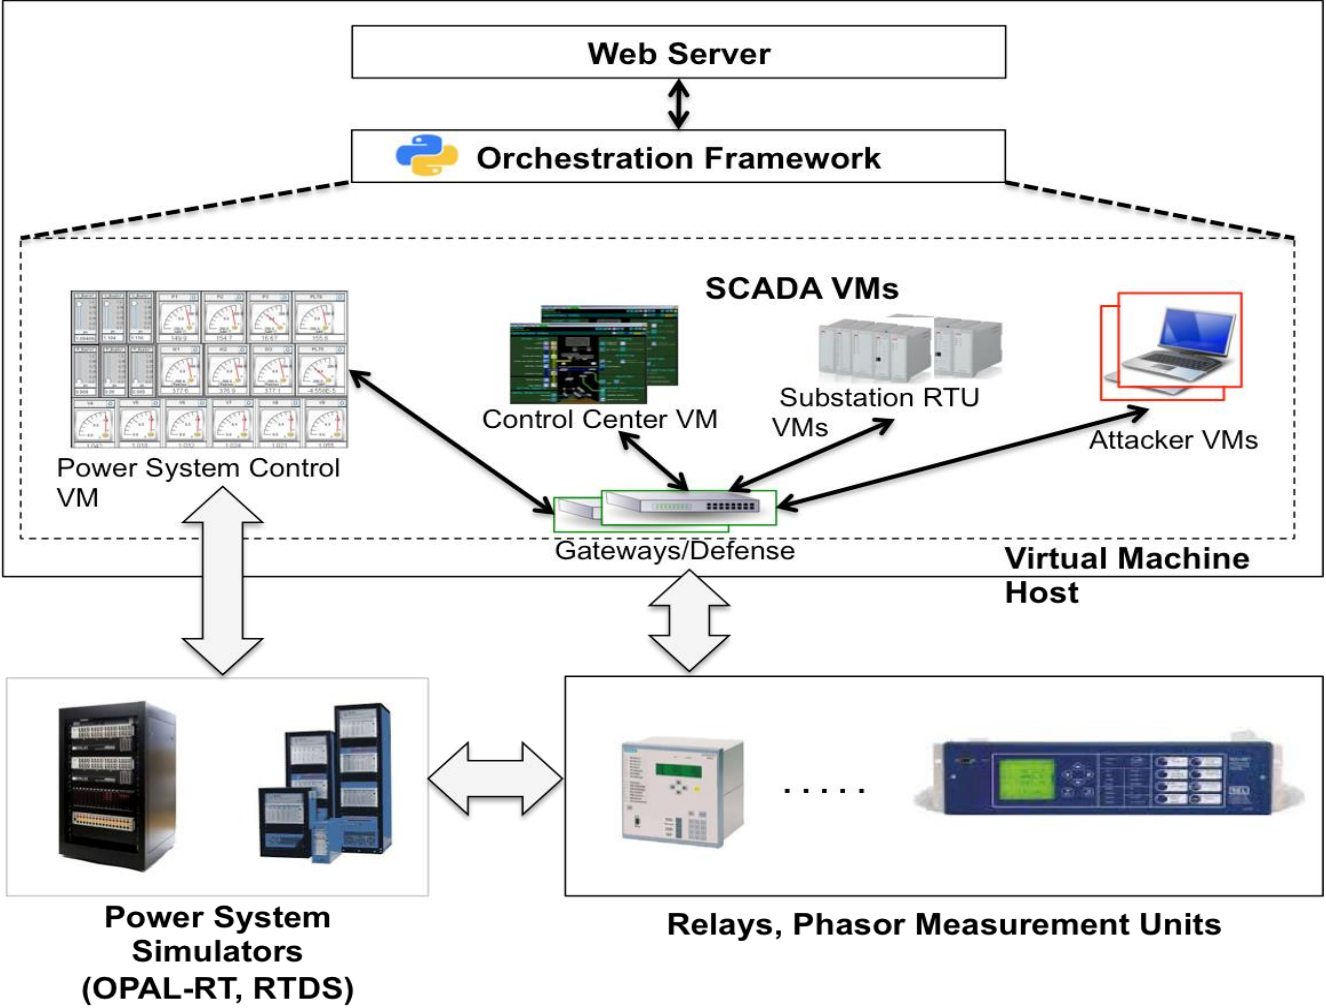 Web Server
Orchestration Framework
SCADA VMs
Control Center VM
Substation RTU
VMs
Attacker VMs
Power System Control
VM
Gateways/Defense
Virtual Machine
Host
SEL
Power System
Simulators
(OPAL-RT, RTDS)
Relays, Phasor Measurement Units